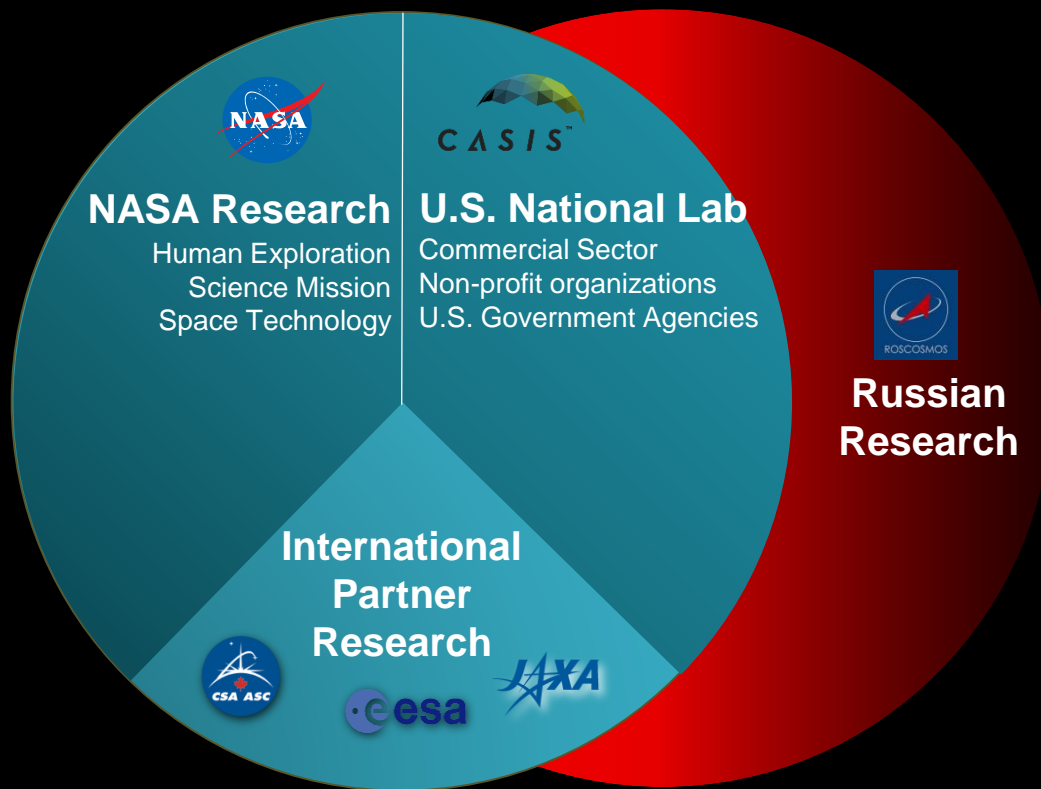 NASA
NASA Research
Human Exploration
Science Mission
Space Technology
CASIS™
U.S. National Lab
Commercial Sector
Non-profit organizations
U.S. Government Agencies
ROSCOSMOS
Russian
Research
International
Partner
Research
CSA ASC
esa
JAXA